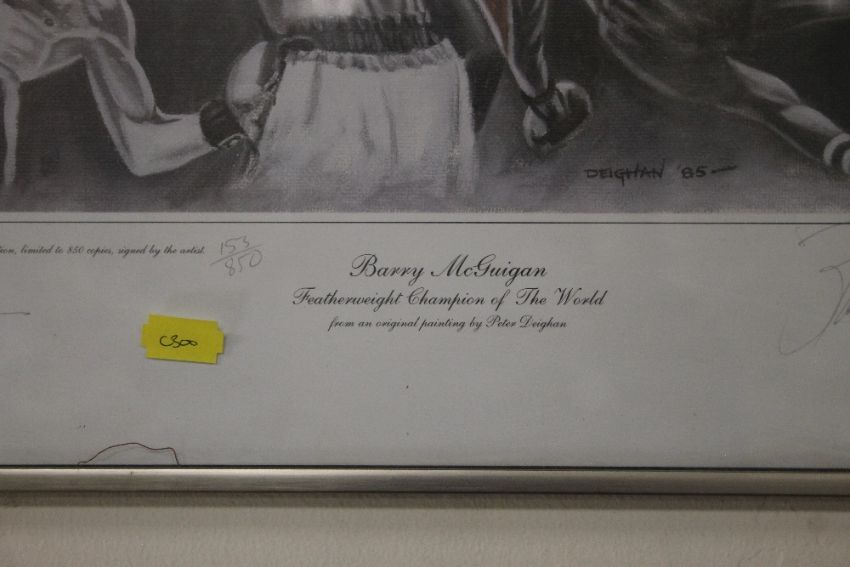 DEIGHAN '85
tion, limited to 850 copies, signed by the artist. 153/850
Barry McGuigan
Featherweight Champion of The World
from an original painting by Peter Deighan
C300